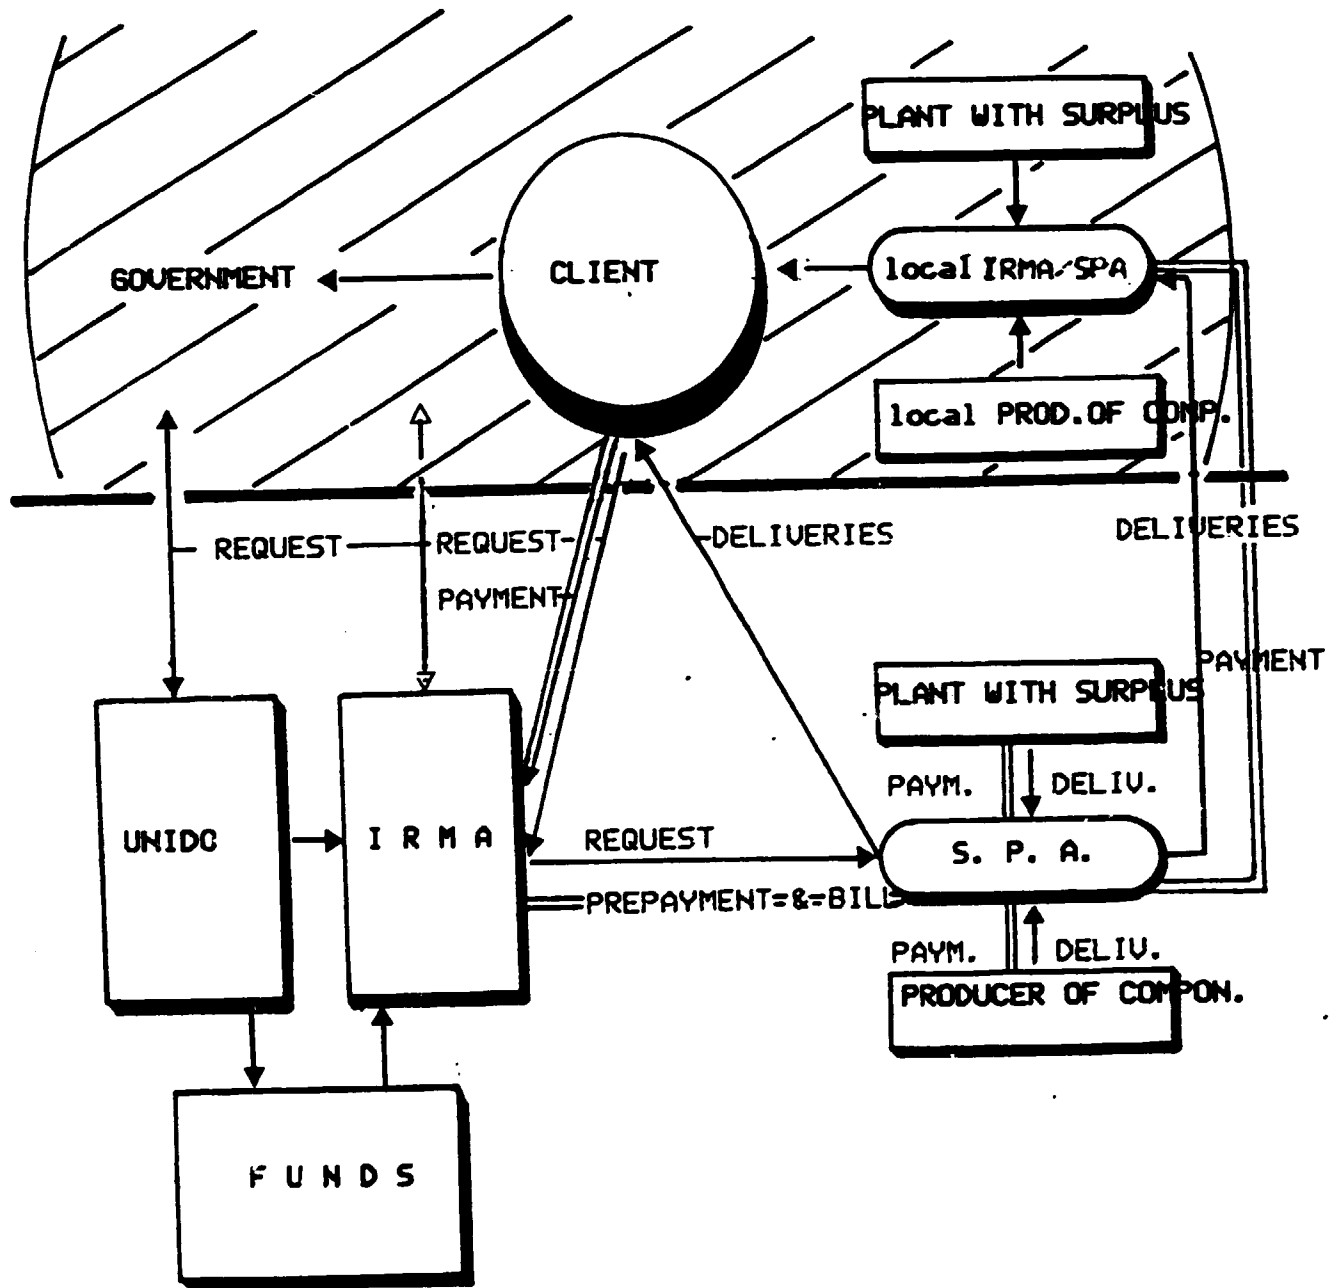 PLANT WITH SURPLUS
GOVERNMENT
CLIENT
local IRMA/SPA
local PROD.OF COMP.
REQUEST
REQUEST
DELIVERIES
DELIVERIES
PAYMENT
PAYMENT
PLANT WITH SURPLUS
PAYM.
DELIV.
UNIDO
I R M A
REQUEST
S. P. A.
PREPAYMENT=&=BILL
PAYM.
DELIV.
PRODUCER OF COMPON.
F U N D S